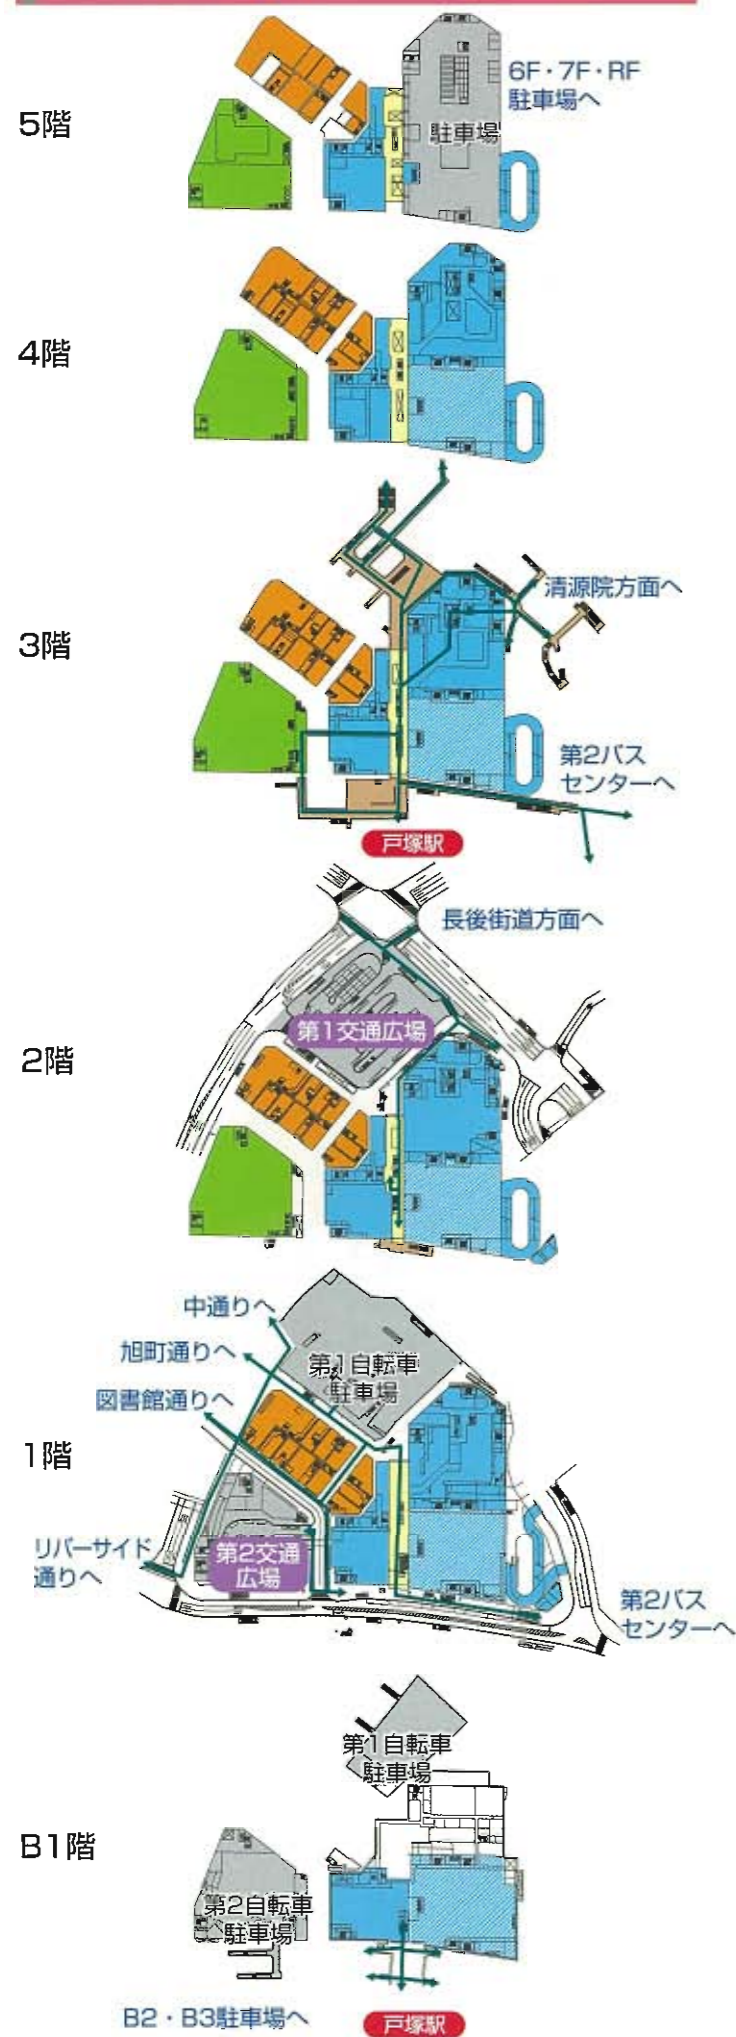 5階
6F・7F・RF
駐車場へ
駐車場
4階
3階
清源院方面へ
第2バス
センターへ
戸塚駅
長後街道方面へ
第1交通広場
2階
中通りへ
旭町通りへ
図書館通りへ
第1自転車
駐車場
1階
リバーサイド
通りへ
第2交通
広場
第2バス
センターへ
第1自転車
駐車場
B1階
第2自転車
駐車場
B2・B3駐車場へ
戸塚駅